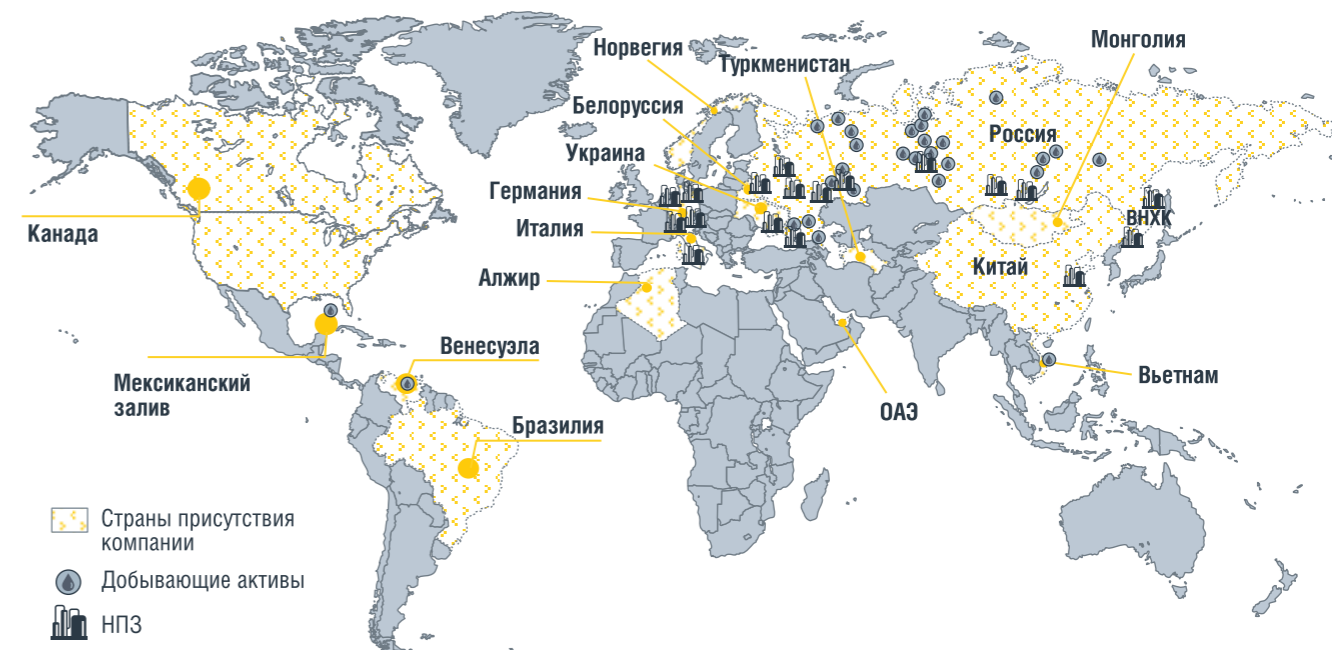 Норвегия
Туркменистан
Монголия
Белоруссия
Украина
Россия
Германия
Италия
ВНХК
Канада
Китай
Алжир
Венесуэла
Мексиканский
залив
Вьетнам
ОАЭ
Бразилия
Страны присутствия
компании
Добывающие активы
НПЗ